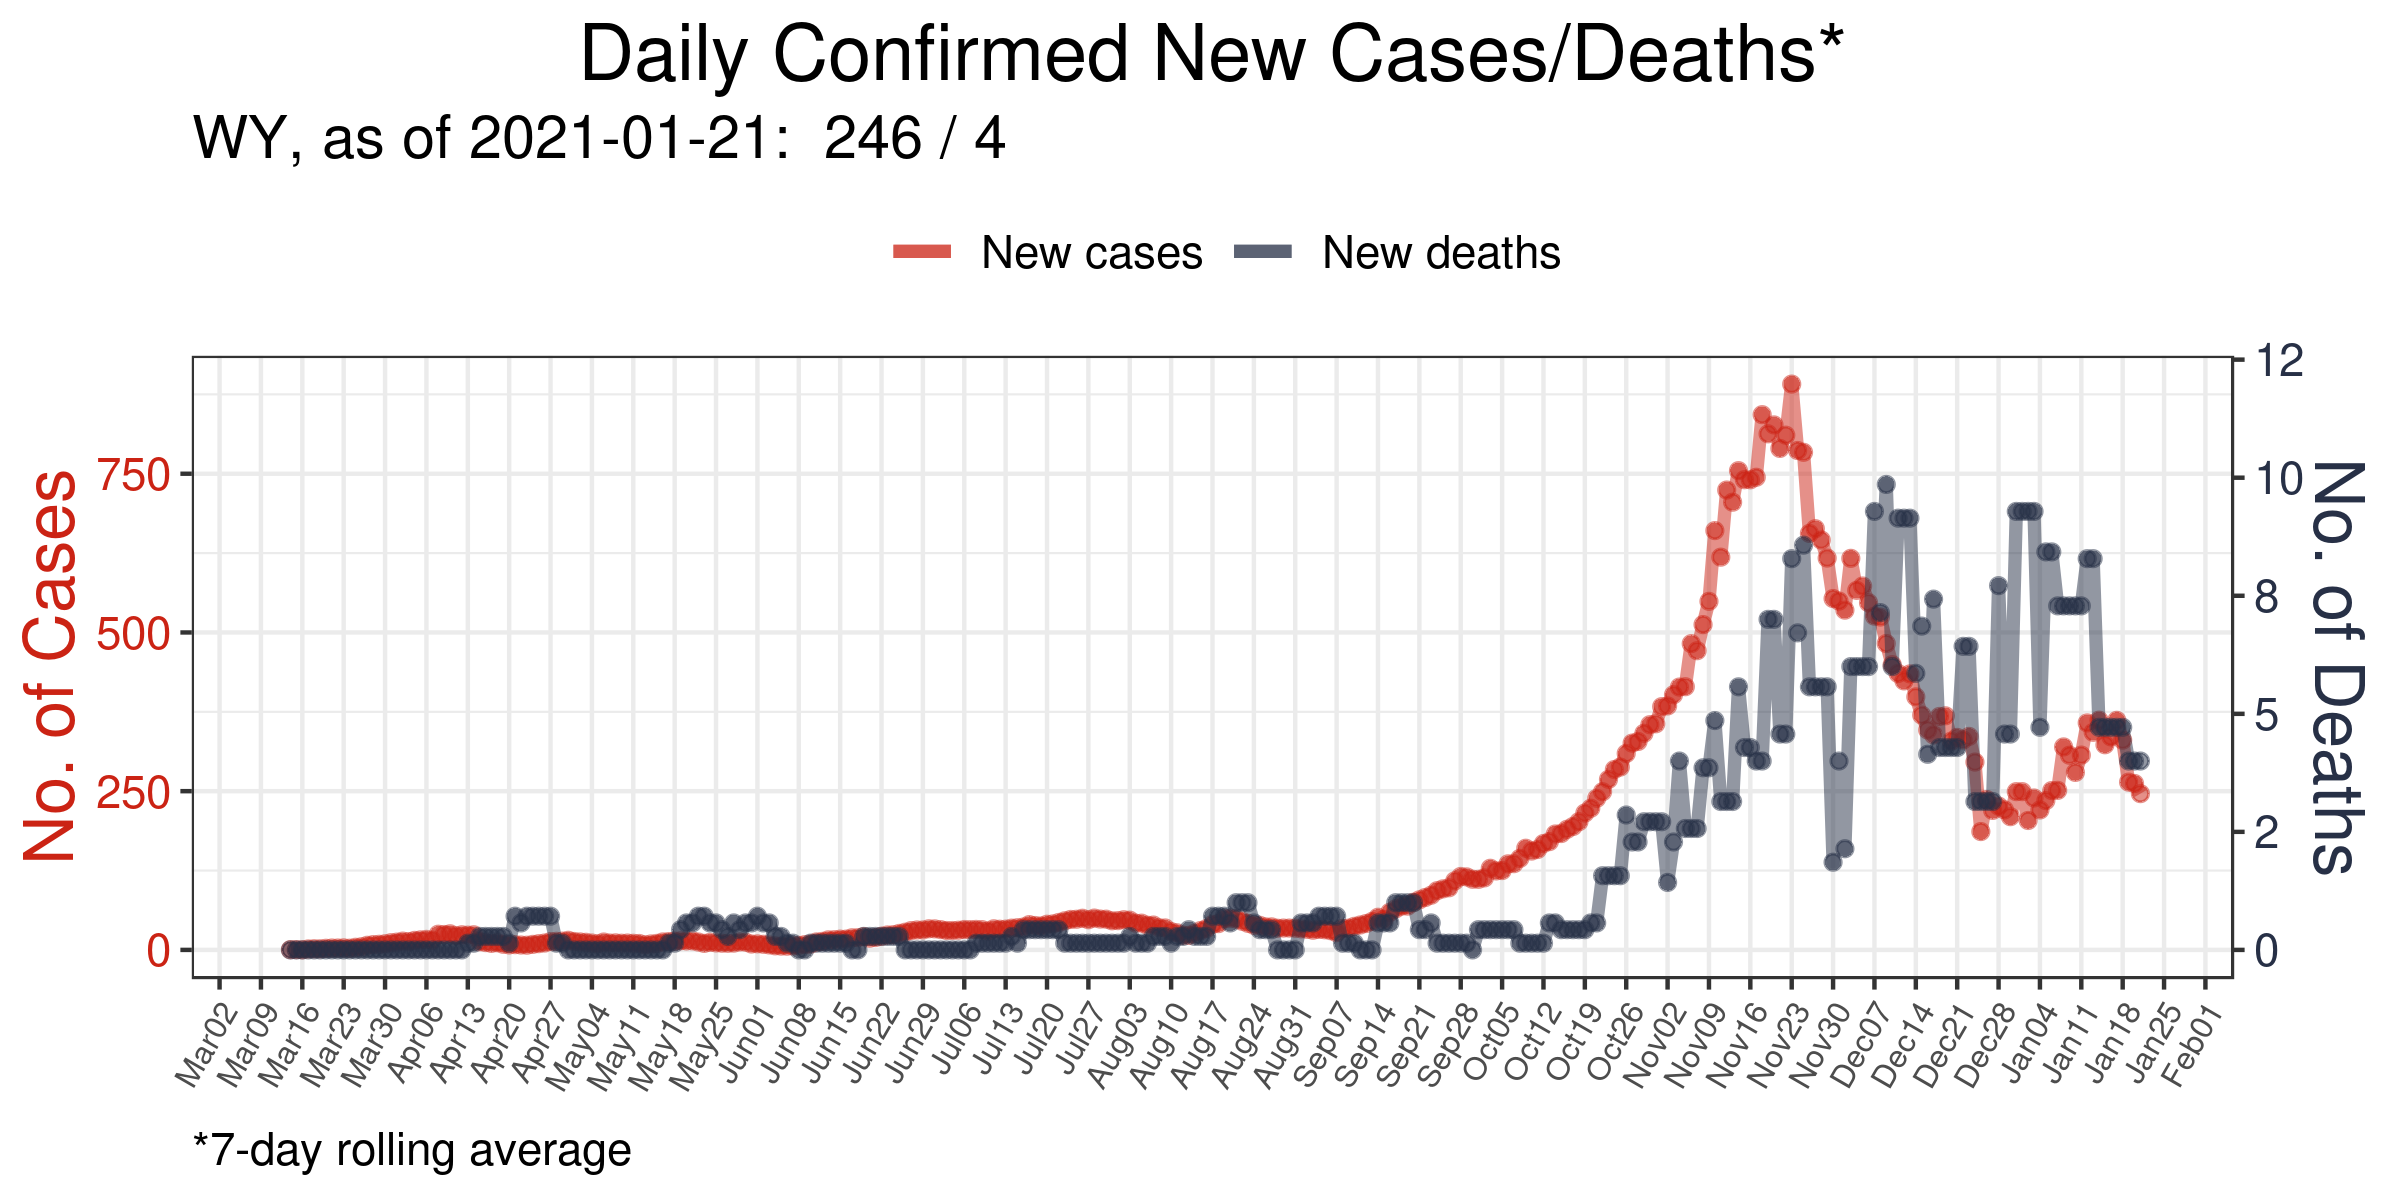 Daily Confirmed New Cases/Deaths*
WY, as of 2021-01-21:  246 / 4
New cases New deaths
No. of Cases
750
500
250
0
12
10
8
5
2
0
No. of Deaths
Mar02 Mar09 Mar16 Mar23 Mar30 Apr06 Apr13 Apr20 Apr27 May04 May11 May18 May25 Jun01 Jun08 Jun15 Jun22 Jun29 Jul06 Jul13 Jul20 Jul27 Aug03 Aug10 Aug17 Aug24 Aug31 Sep07 Sep14 Sep21 Sep28 Oct05 Oct12 Oct19 Oct26 Nov02 Nov09 Nov16 Nov23 Nov30 Dec07 Dec14 Dec21 Dec28 Jan04 Jan11 Jan18 Jan25 Feb01
*7-day rolling average